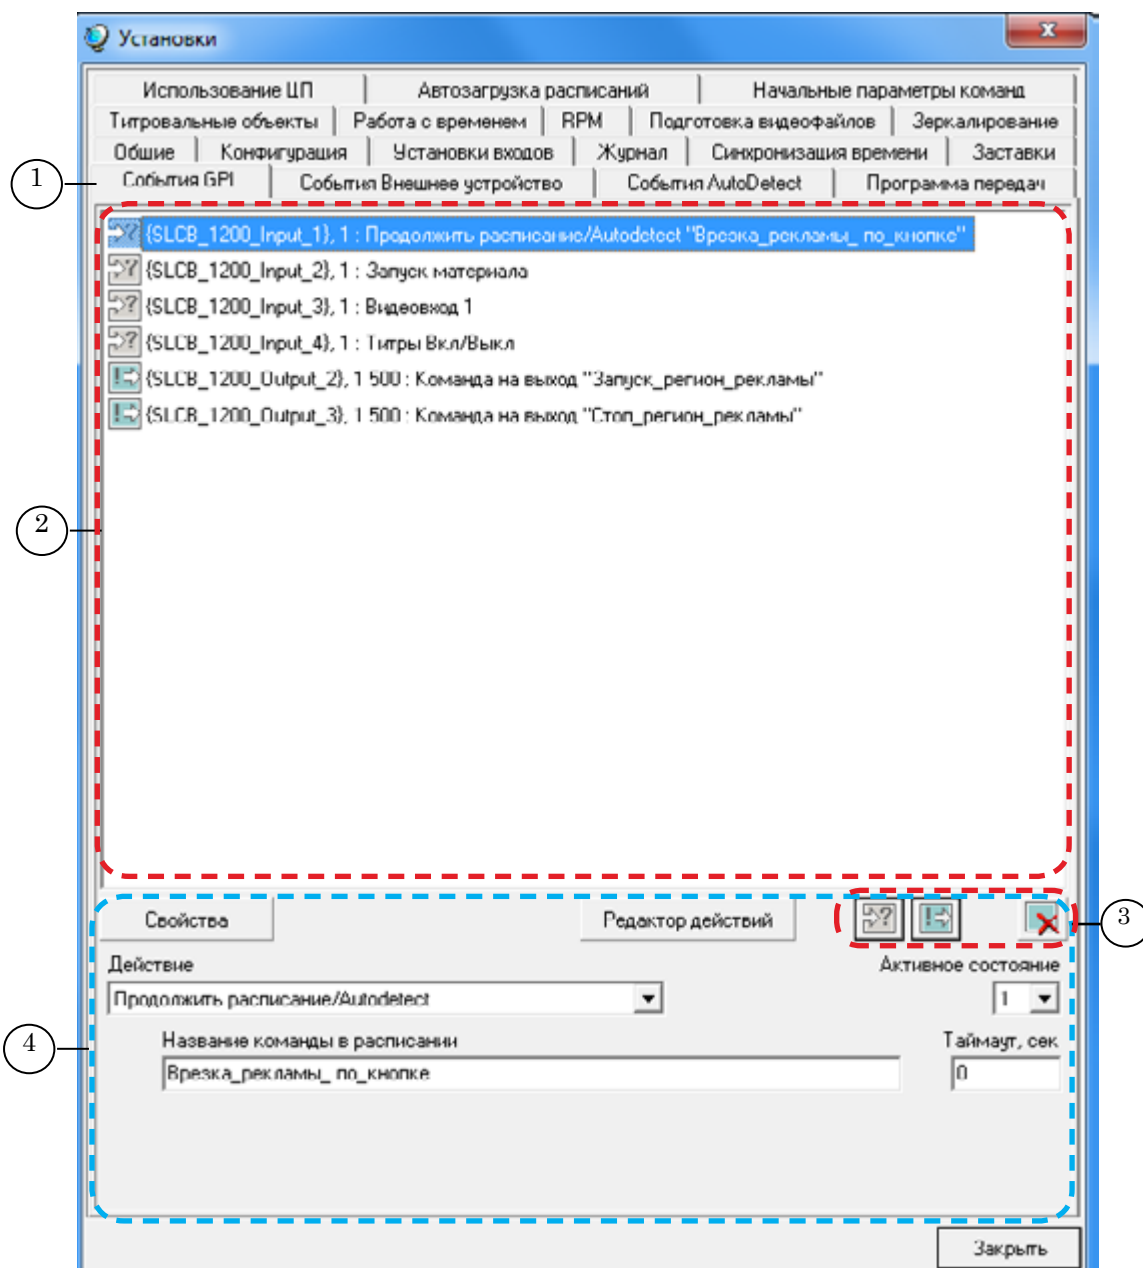 Установки
Использование ЦП Автозагрузка расписаний Начальные параметры команд
Титровальные объекты Работа с временем RPM Подготовка видеофайлов Зеркалирование
Общие Конфигурация Установки входов Журнал Синхронизация времени Заставки
1 События GPI События Внешнее устройство События AutoDetect Программа передач
{SLCB_1200_Input_1}, 1 : Продолжить расписание/Autodetect "Врезка_рекламы_ по_кнопке"
{SLCB_1200_Input_2}, 1 : Запуск материала
{SLCB_1200_Input_3}, 1 : Видеовход 1
{SLCB_1200_Input_4}, 1 : Титры Вкл/Выкл
{SLCB_1200_Output_2}, 1 500 : Команда на выход "Запуск_регион_рекламы"
{SLCB_1200_Output_3}, 1 500 : Команда на выход "Стоп_регион_рекламы"
2
Свойства Редактор действий 3
Действие Активное состояние
Продолжить расписание/Autodetect 1
4 Название команды в расписании Таймаут, сек
Врезка_рекламы_ по_кнопке 0
Закрыть